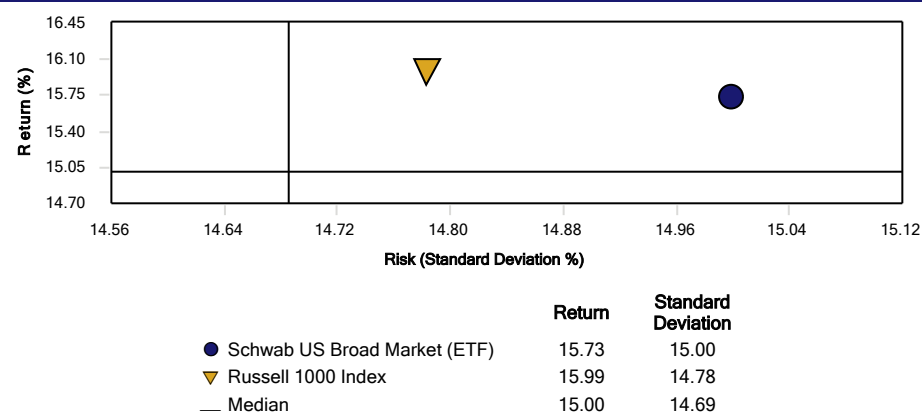 16.45
16.10
15.75
15.40
15.05
14.70
Return (%)
14.56 14.64 14.72 14.80 14.88 14.96 15.04 15.12
Risk (Standard Deviation %)
Return Standard Deviation
Schwab US Broad Market (ETF) 15.73 15.00
Russell 1000 Index 15.99 14.78
Median 15.00 14.69